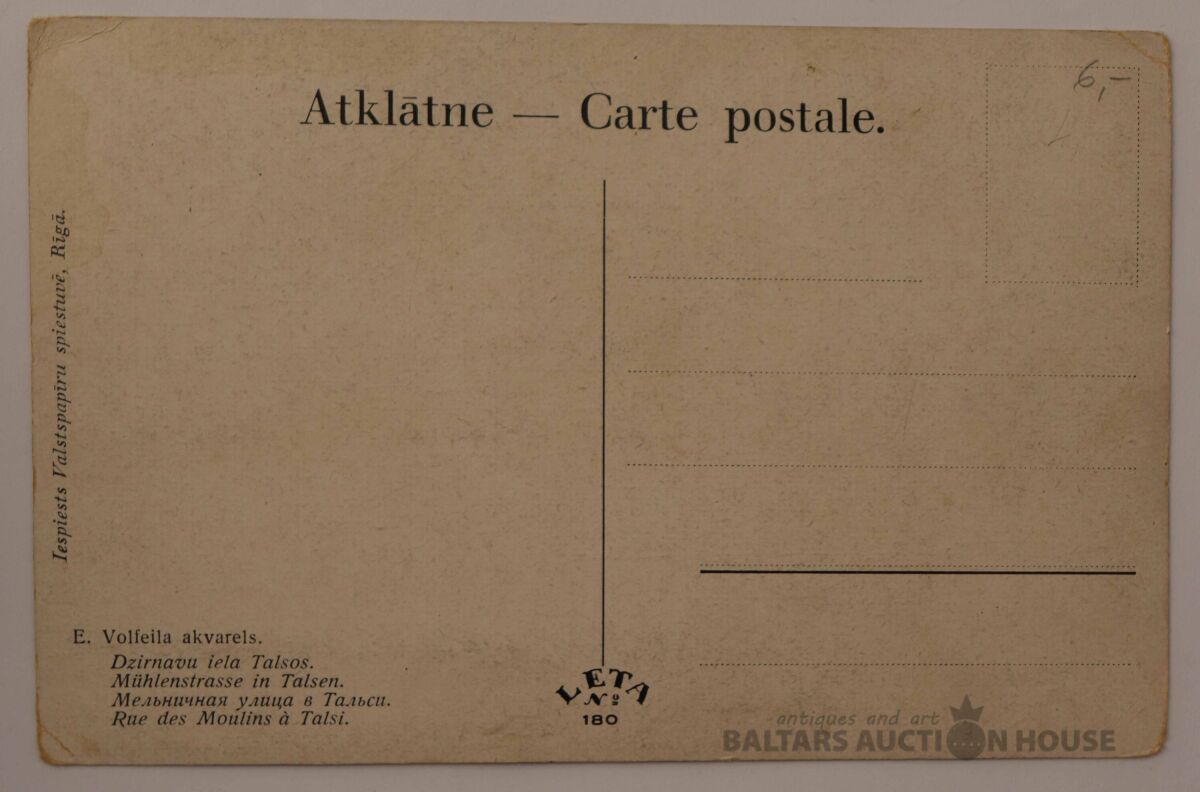 Atklātne — Carte postale.
6,-
Iespiests Valstspapīru spiestuvē, Rīgā.
E. Volfeila akvarels.
Dzirnavu iela Talsos.
Mühlenstrasse in Talsen.
Мельничная улица в Тальси.
Rue des Moulins à Talsi.
LETA
Nº
180
antiques and art
BALTARS AUCTION HOUSE